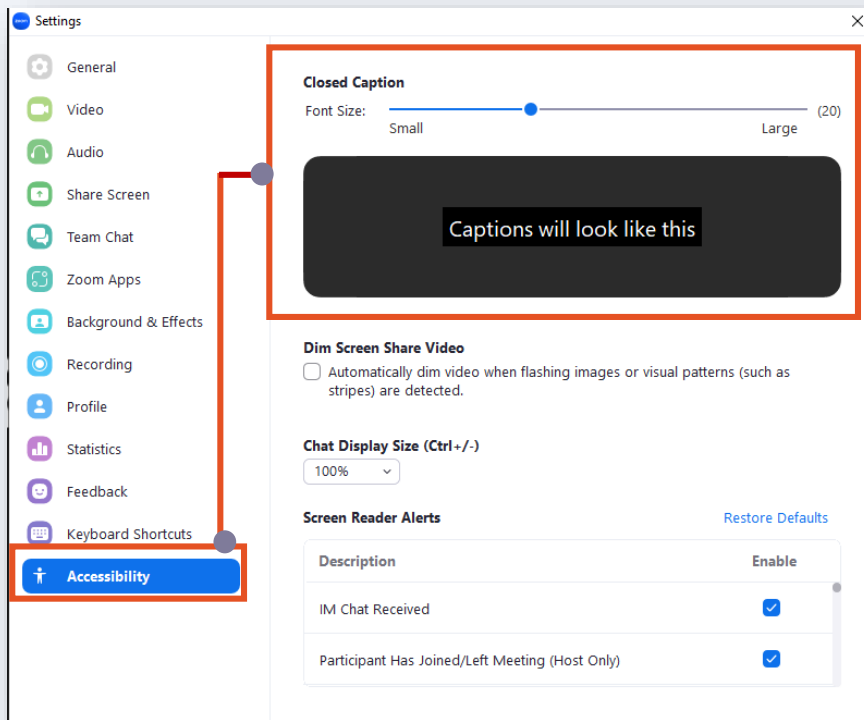 Settings
General
Video
Audio
Share Screen
Team Chat
Zoom Apps
Background & Effects
Recording
Profile
Statistics
Feedback
Keyboard Shortcuts
Accessibility
Closed Caption
Font Size:
(20)
Small
Large
Captions will look like this
Dim Screen Share Video
Automatically dim video when flashing images or visual patterns (such as
stripes) are detected.
Chat Display Size (Ctrl+/-)
100%
Screen Reader Alerts
Restore Defaults
Description
Enable
IM Chat Received
Participant Has Joined/Left Meeting (Host Only)